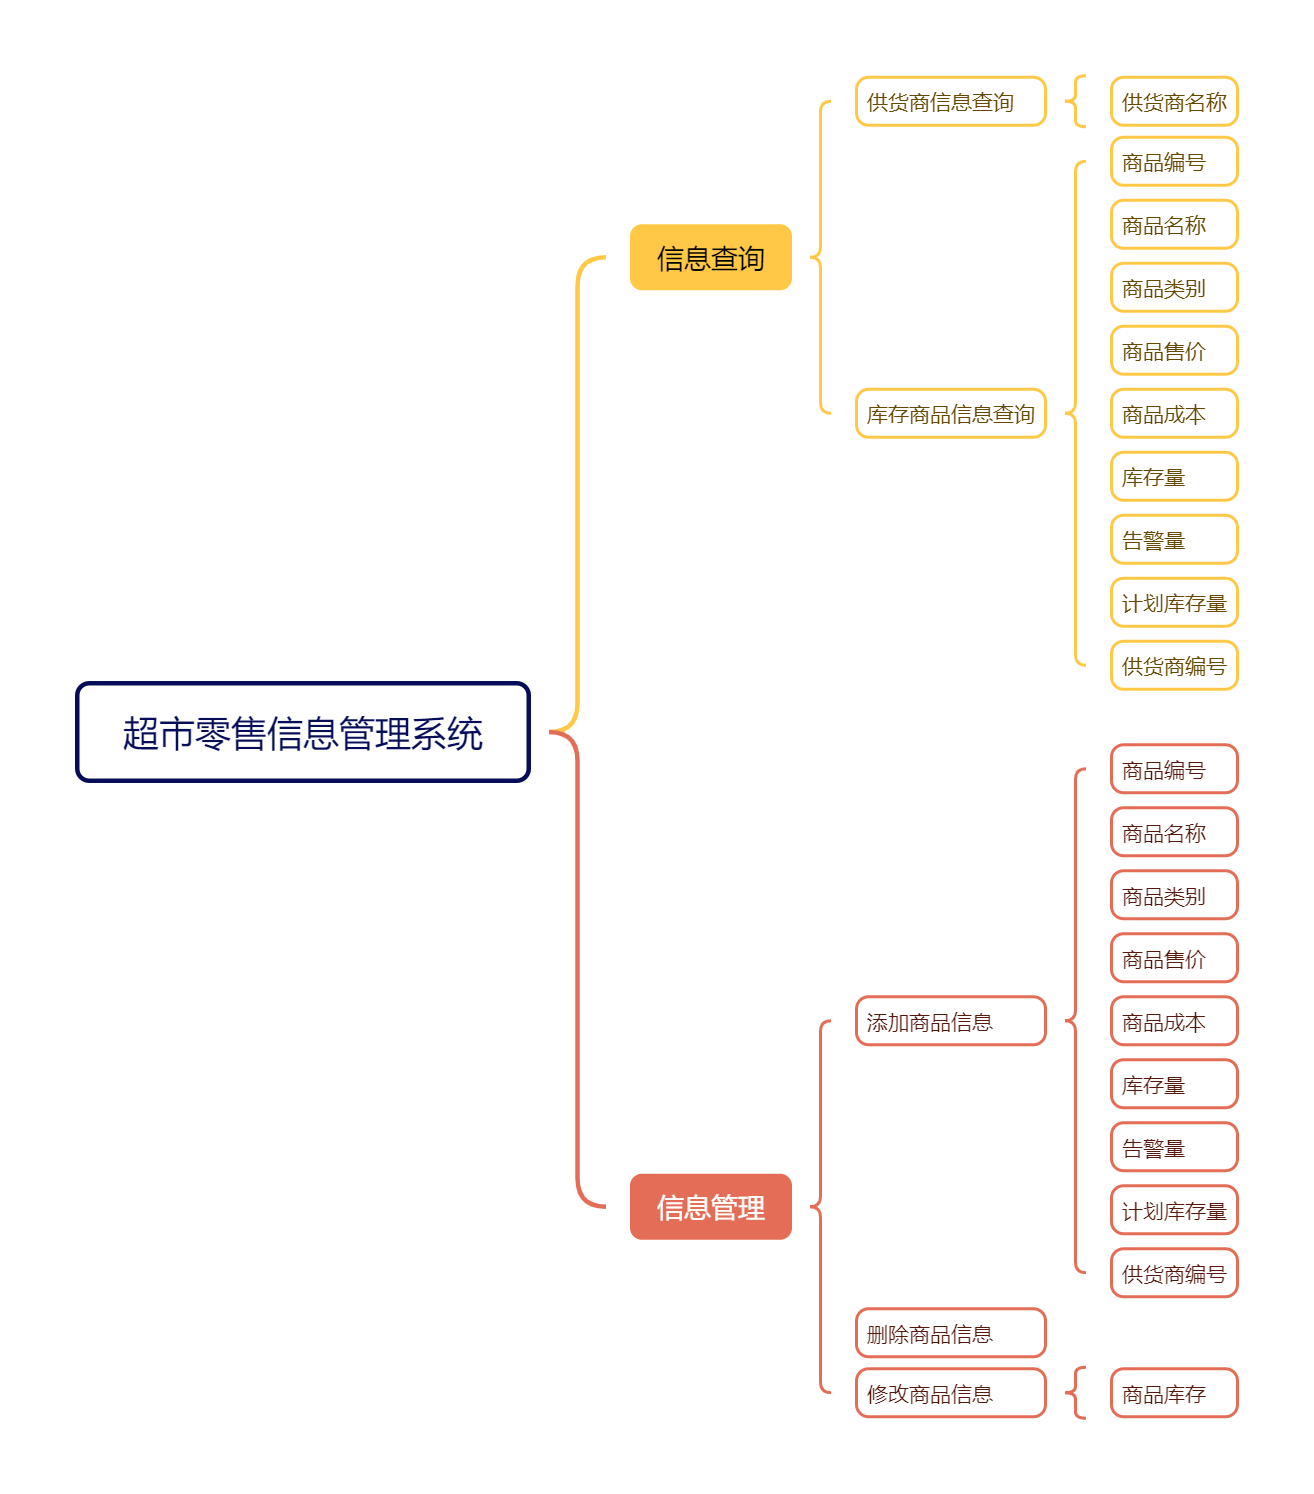 超市零售信息管理系统
信息查询
供货商信息查询
供货商名称
库存商品信息查询
商品编号
商品名称
商品类别
商品售价
商品成本
库存量
告警量
计划库存量
供货商编号
信息管理
添加商品信息
商品编号
商品名称
商品类别
商品售价
商品成本
库存量
告警量
计划库存量
供货商编号
删除商品信息
修改商品信息
商品库存